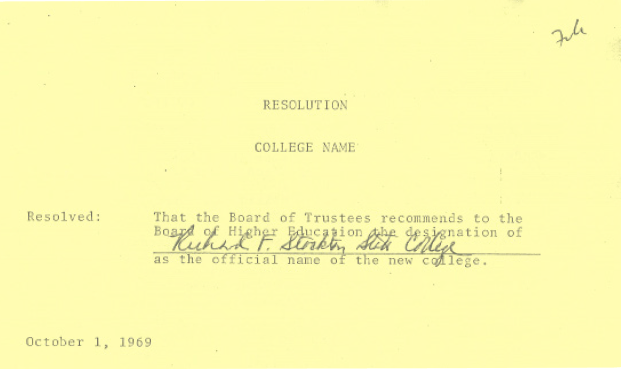 File
RESOLUTION
COLLEGE NAME
Resolved: That the Board of Trustees recommends to the
Board of Higher Education the designation of
Richard F. Stockton State College
as the official name of the new college.
October 1, 1969